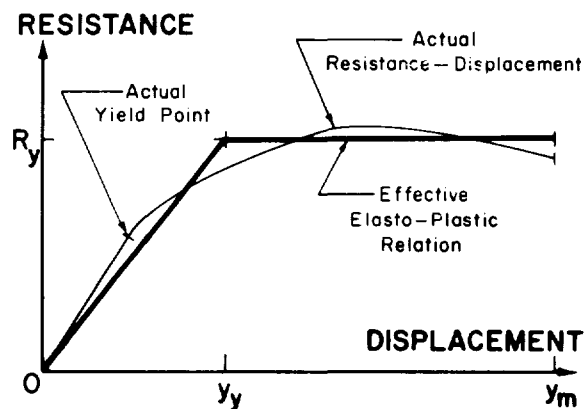 RESISTANCE
Actual
Resistance-Displacement
Actual
Yield Point
Ry
Effective
Elasto-Plastic
Relation
DISPLACEMENT
O
yy
ym